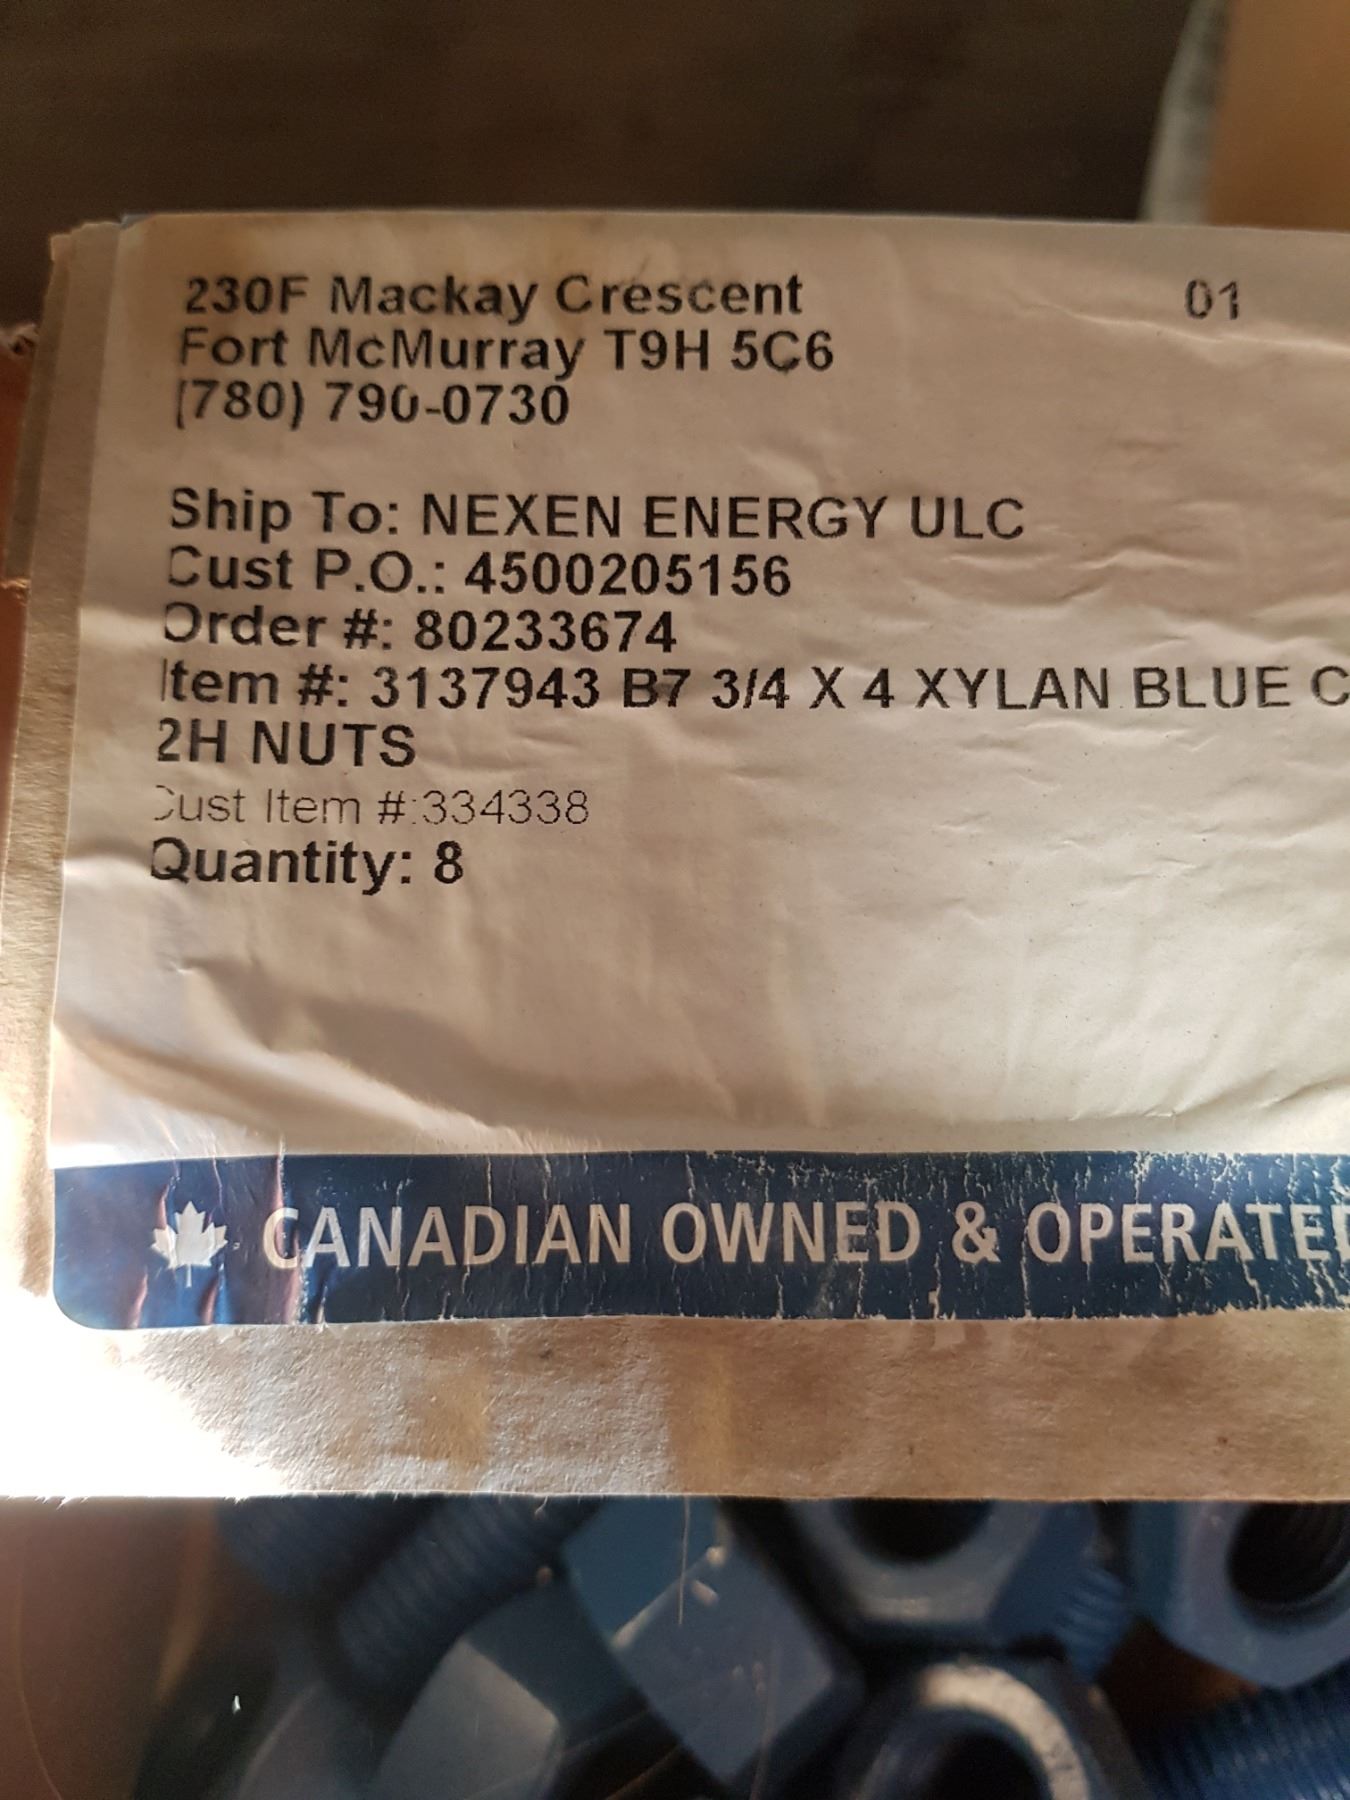 230F Mackay Crescent 01
Fort McMurray T9H 5C6
(780) 790-0730
Ship To: NEXEN ENERGY ULC
Cust P.O.: 4500205156
Order #: 80233674
Item #: 3137943 B7 3/4 X 4 XYLAN BLUE C
2H NUTS
Cust Item #:334338
Quantity: 8
CANADIAN OWNED & OPERATED